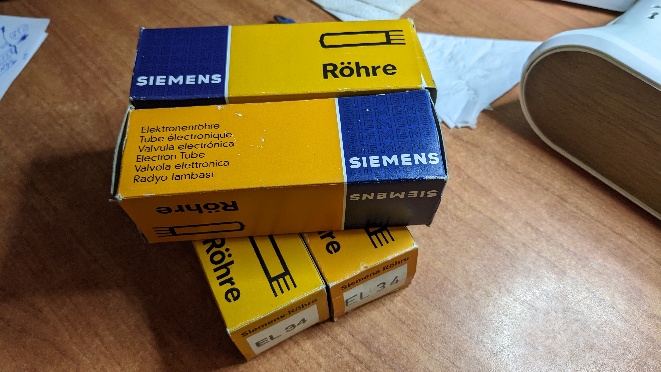 SIEMENS
Röhre
Elektronenröhre
Tube électronique
Valvula electrónica
Electron Tube
Valvola elettronica
Radyo lambası
SIEMENS
SIEMENS
Röhre
Röhre
Siemens Röhre
EL 34
Siemens Röhre
EL 34